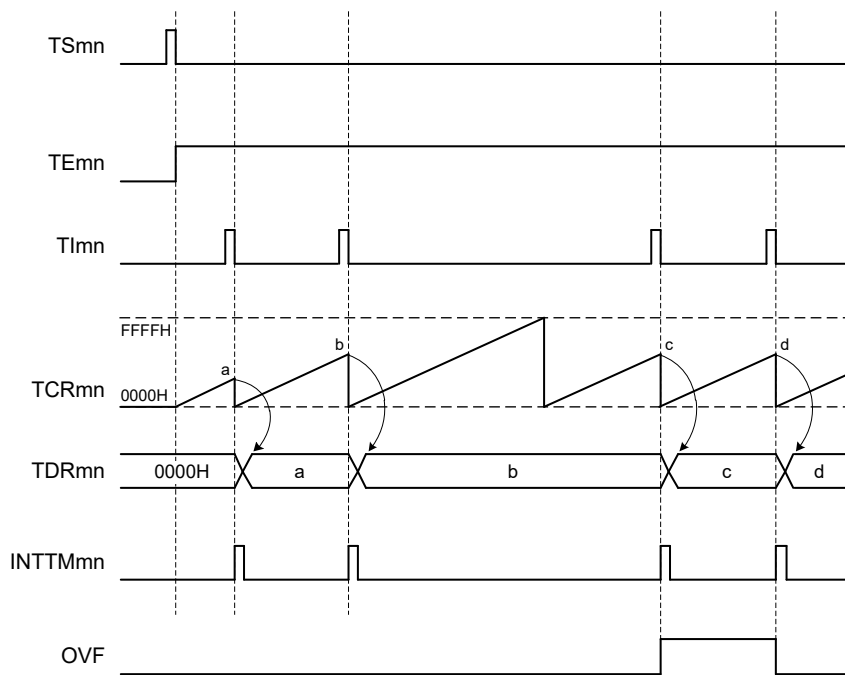 TSmn
TEmn
TImn
FFFFH
b
c
d
a
TCRmn
0000H
TDRmn
0000H
a
b
c
d
INTTMmn
OVF